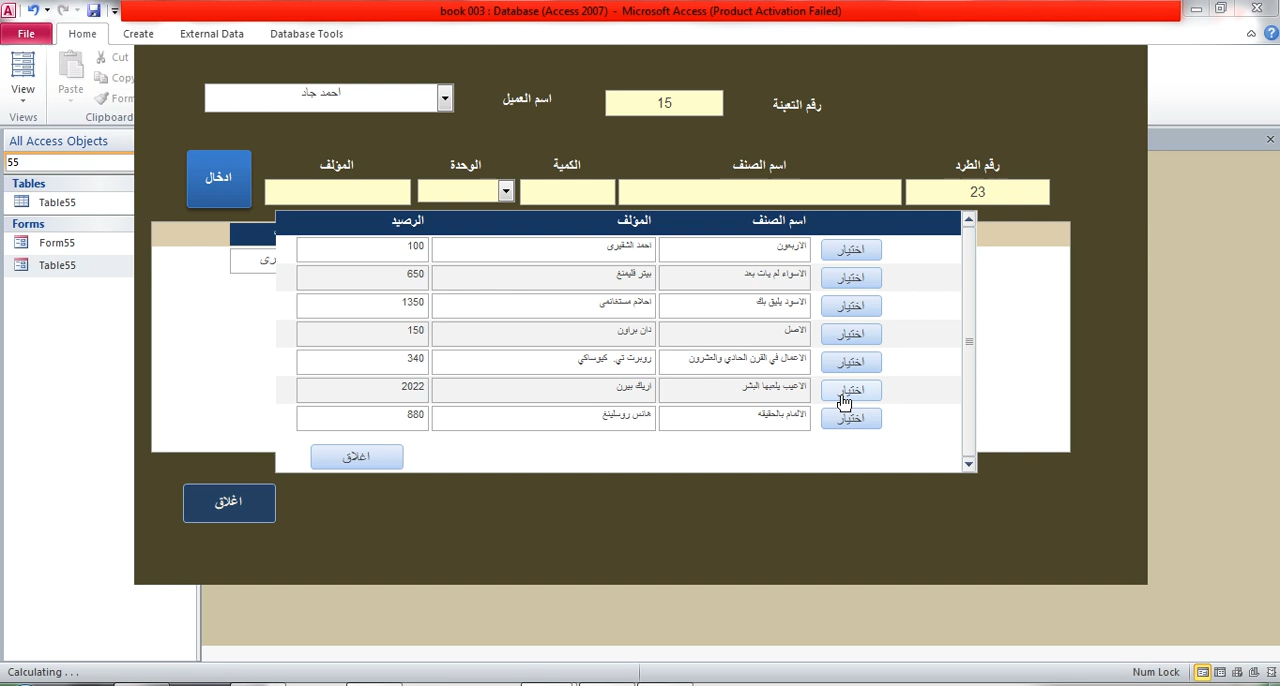 book 003 : Database (Access 2007) - Microsoft Access (Product Activation Failed)
File Home Create External Data Database Tools
View
Views
Paste
Cut
Copy
Form
Clipboard
All Access Objects
55
Tables
Table55
Forms
Form55
Table55
رقم التعبئة 15 اسم العميل احمد جاد
رقم الطرد اسم الصنف الكمية الوحدة المؤلف
23
ادخال
اسم الصنف المؤلف الرصيد
اختيار الاربعون احمد الشقيرى 100
اختيار الاسواء لم يات بعد بيتر فليمنغ 650
اختيار الاسود يليق بك احلام مستغانمى 1350
اختيار الاصل دان براون 150
اختيار الاعمال في القرن الحادي والعشرون روبرت تي. كيوساكي 340
اختيار الاعيب يلعبها البشر اريك بيرن 2022
اختيار الالمام بالحقيقه هانس روسلينغ 880
اغلاق
اغلاق
Calculating . . .
Num Lock